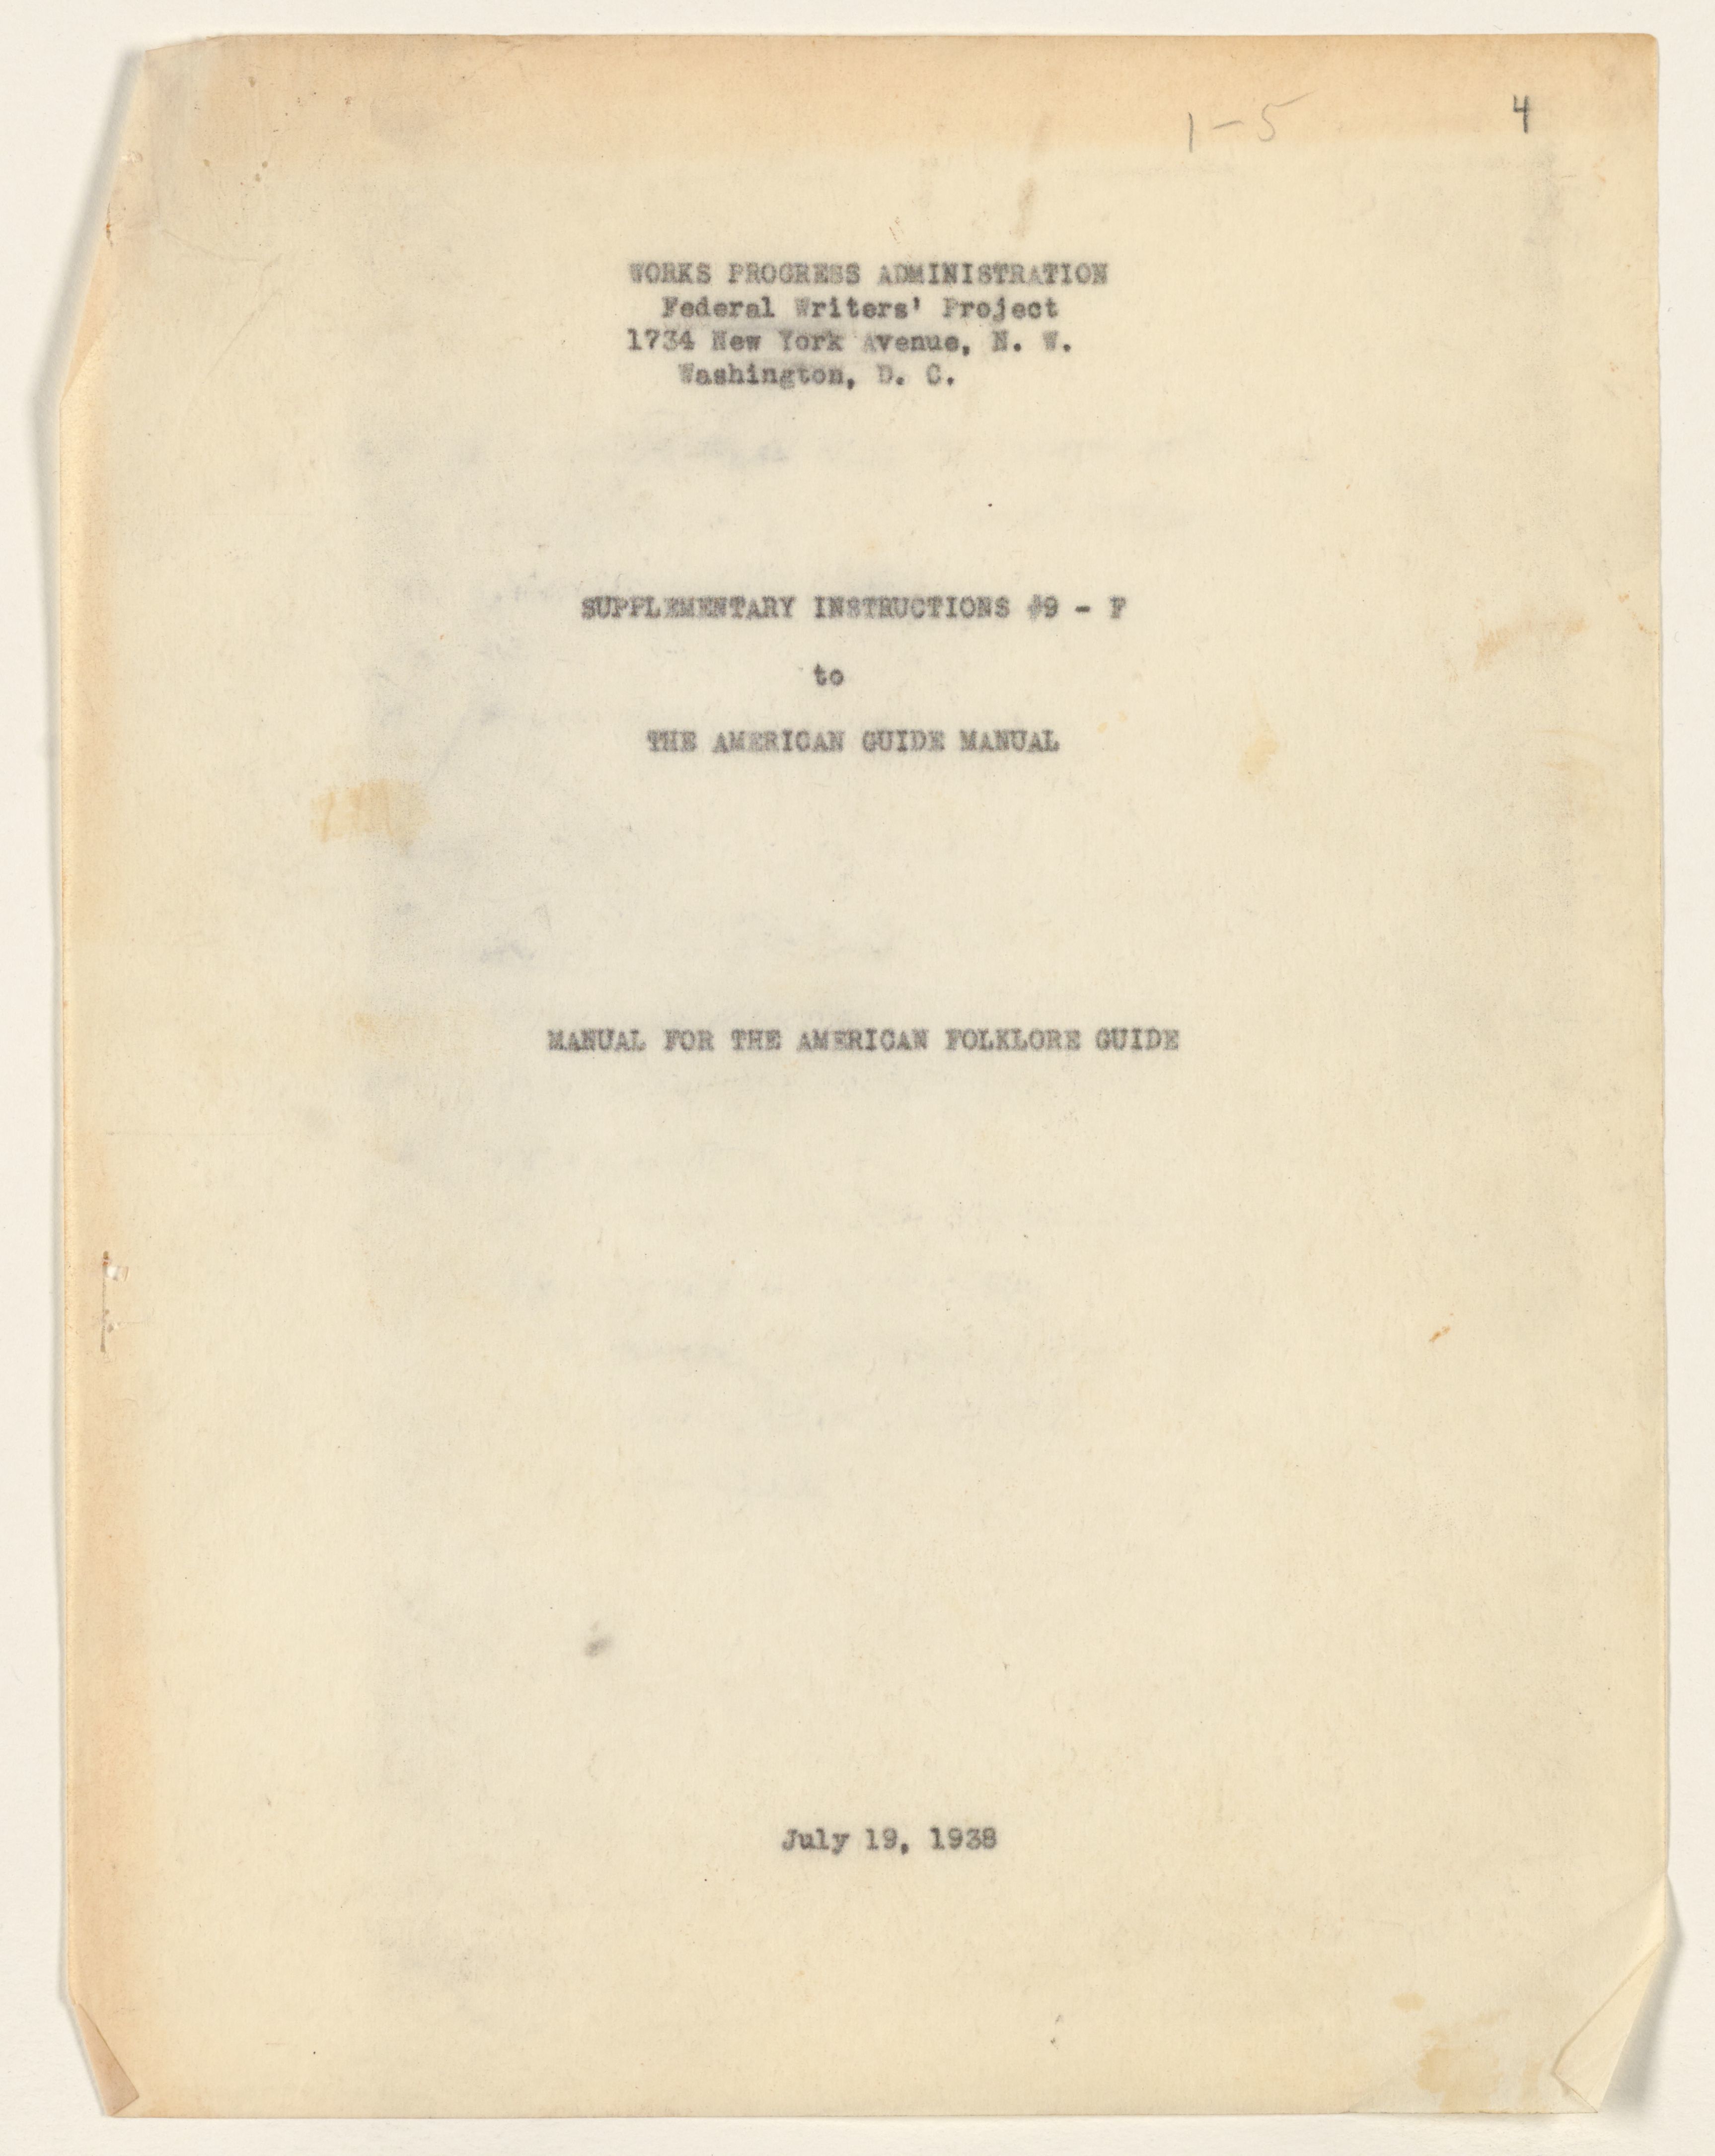 1-5
4
WORKS PROGRESS ADMINISTRATION
Federal Writers' Project
1734 New York Avenue, N. W.
Washington, D. C.
SUPPLEMENTARY INSTRUCTIONS #9 - F
to
THE AMERICAN GUIDE MANUAL
MANUAL FOR THE AMERICAN FOLKLORE GUIDE
July 19, 1938